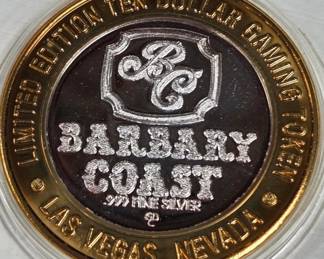 LIMITED EDITION TEN DOLLAR GAMING TOKEN
BC
BARBARY
COAST
.999 FINE SILVER
LAS VEGAS, NEVADA